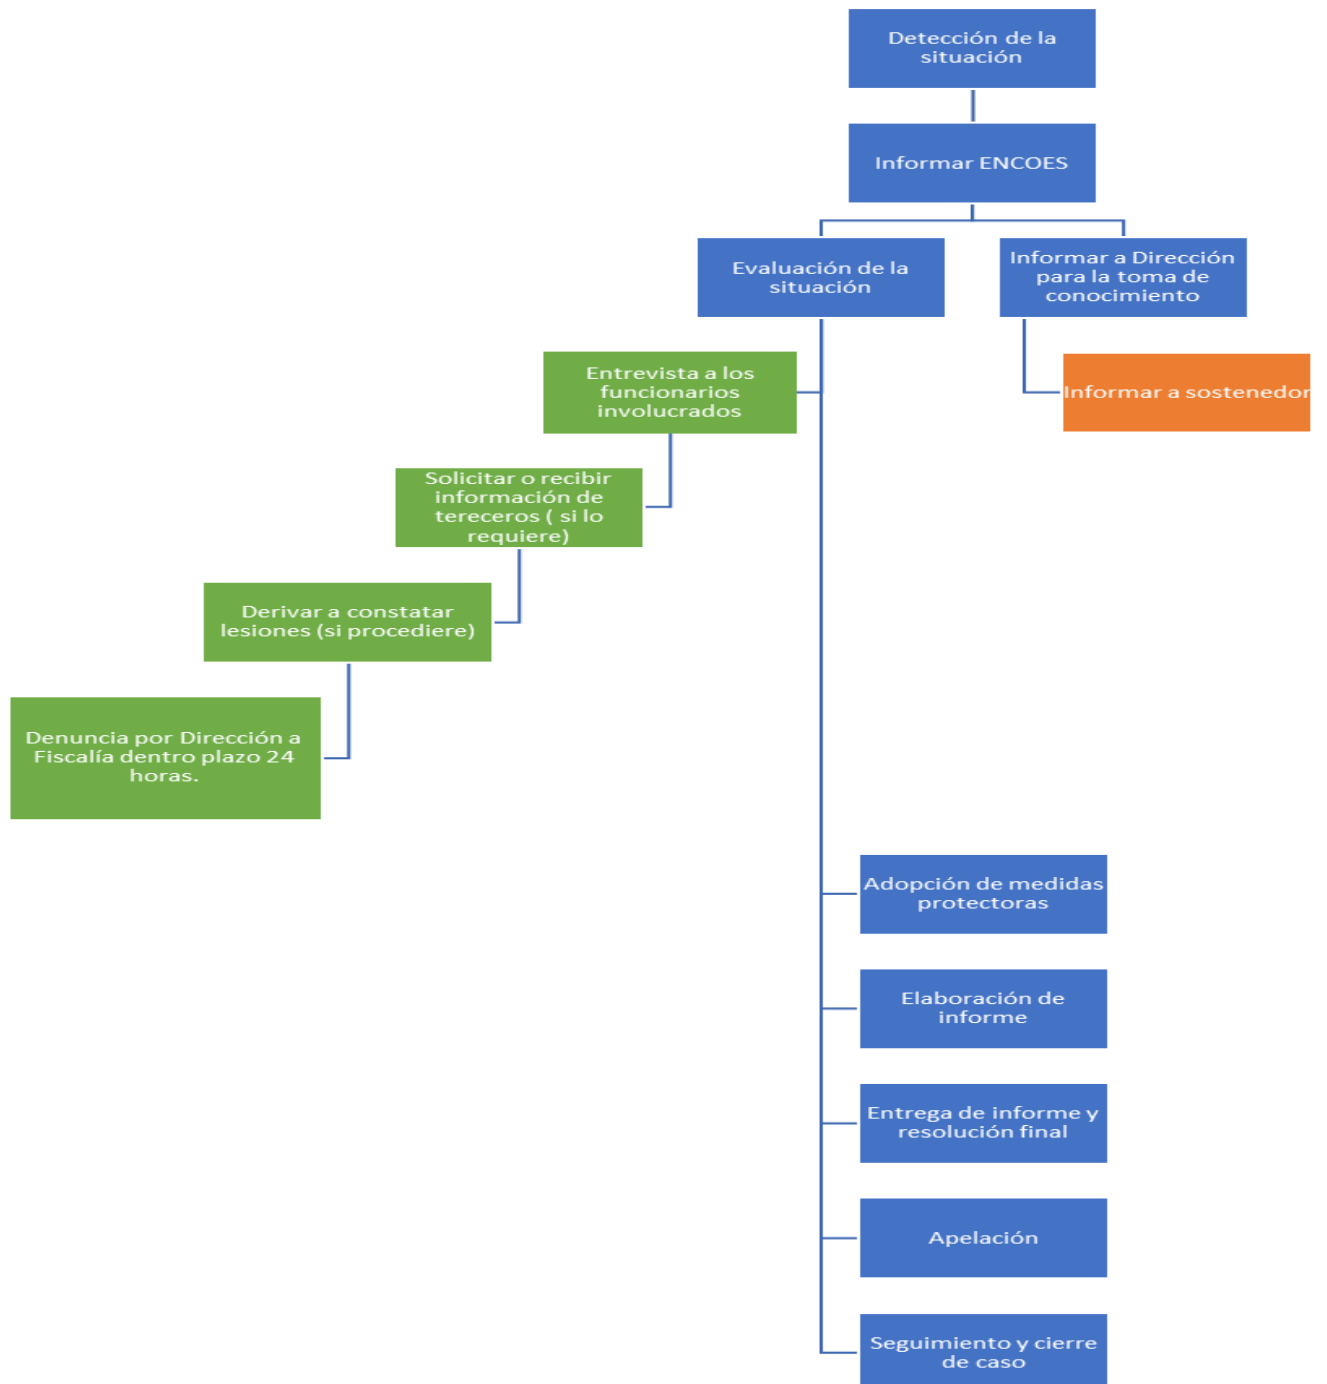 Detección de la
situación
Informar ENCOES
Evaluación de la
situación
Informar a Dirección
para la toma de
conocimiento
Entrevista a los
funcionarios
involucrados
Informar a sostenedor
Solicitar o recibir
información de
tereceros ( si lo
requiere)
Derivar a constatar
lesiones (si procediere)
Denuncia por Dirección a
Fiscalía dentro plazo 24
horas.
Adopción de medidas
protectoras
Elaboración de
informe
Entrega de informe y
resolución final
Apelación
Seguimiento y cierre
de caso